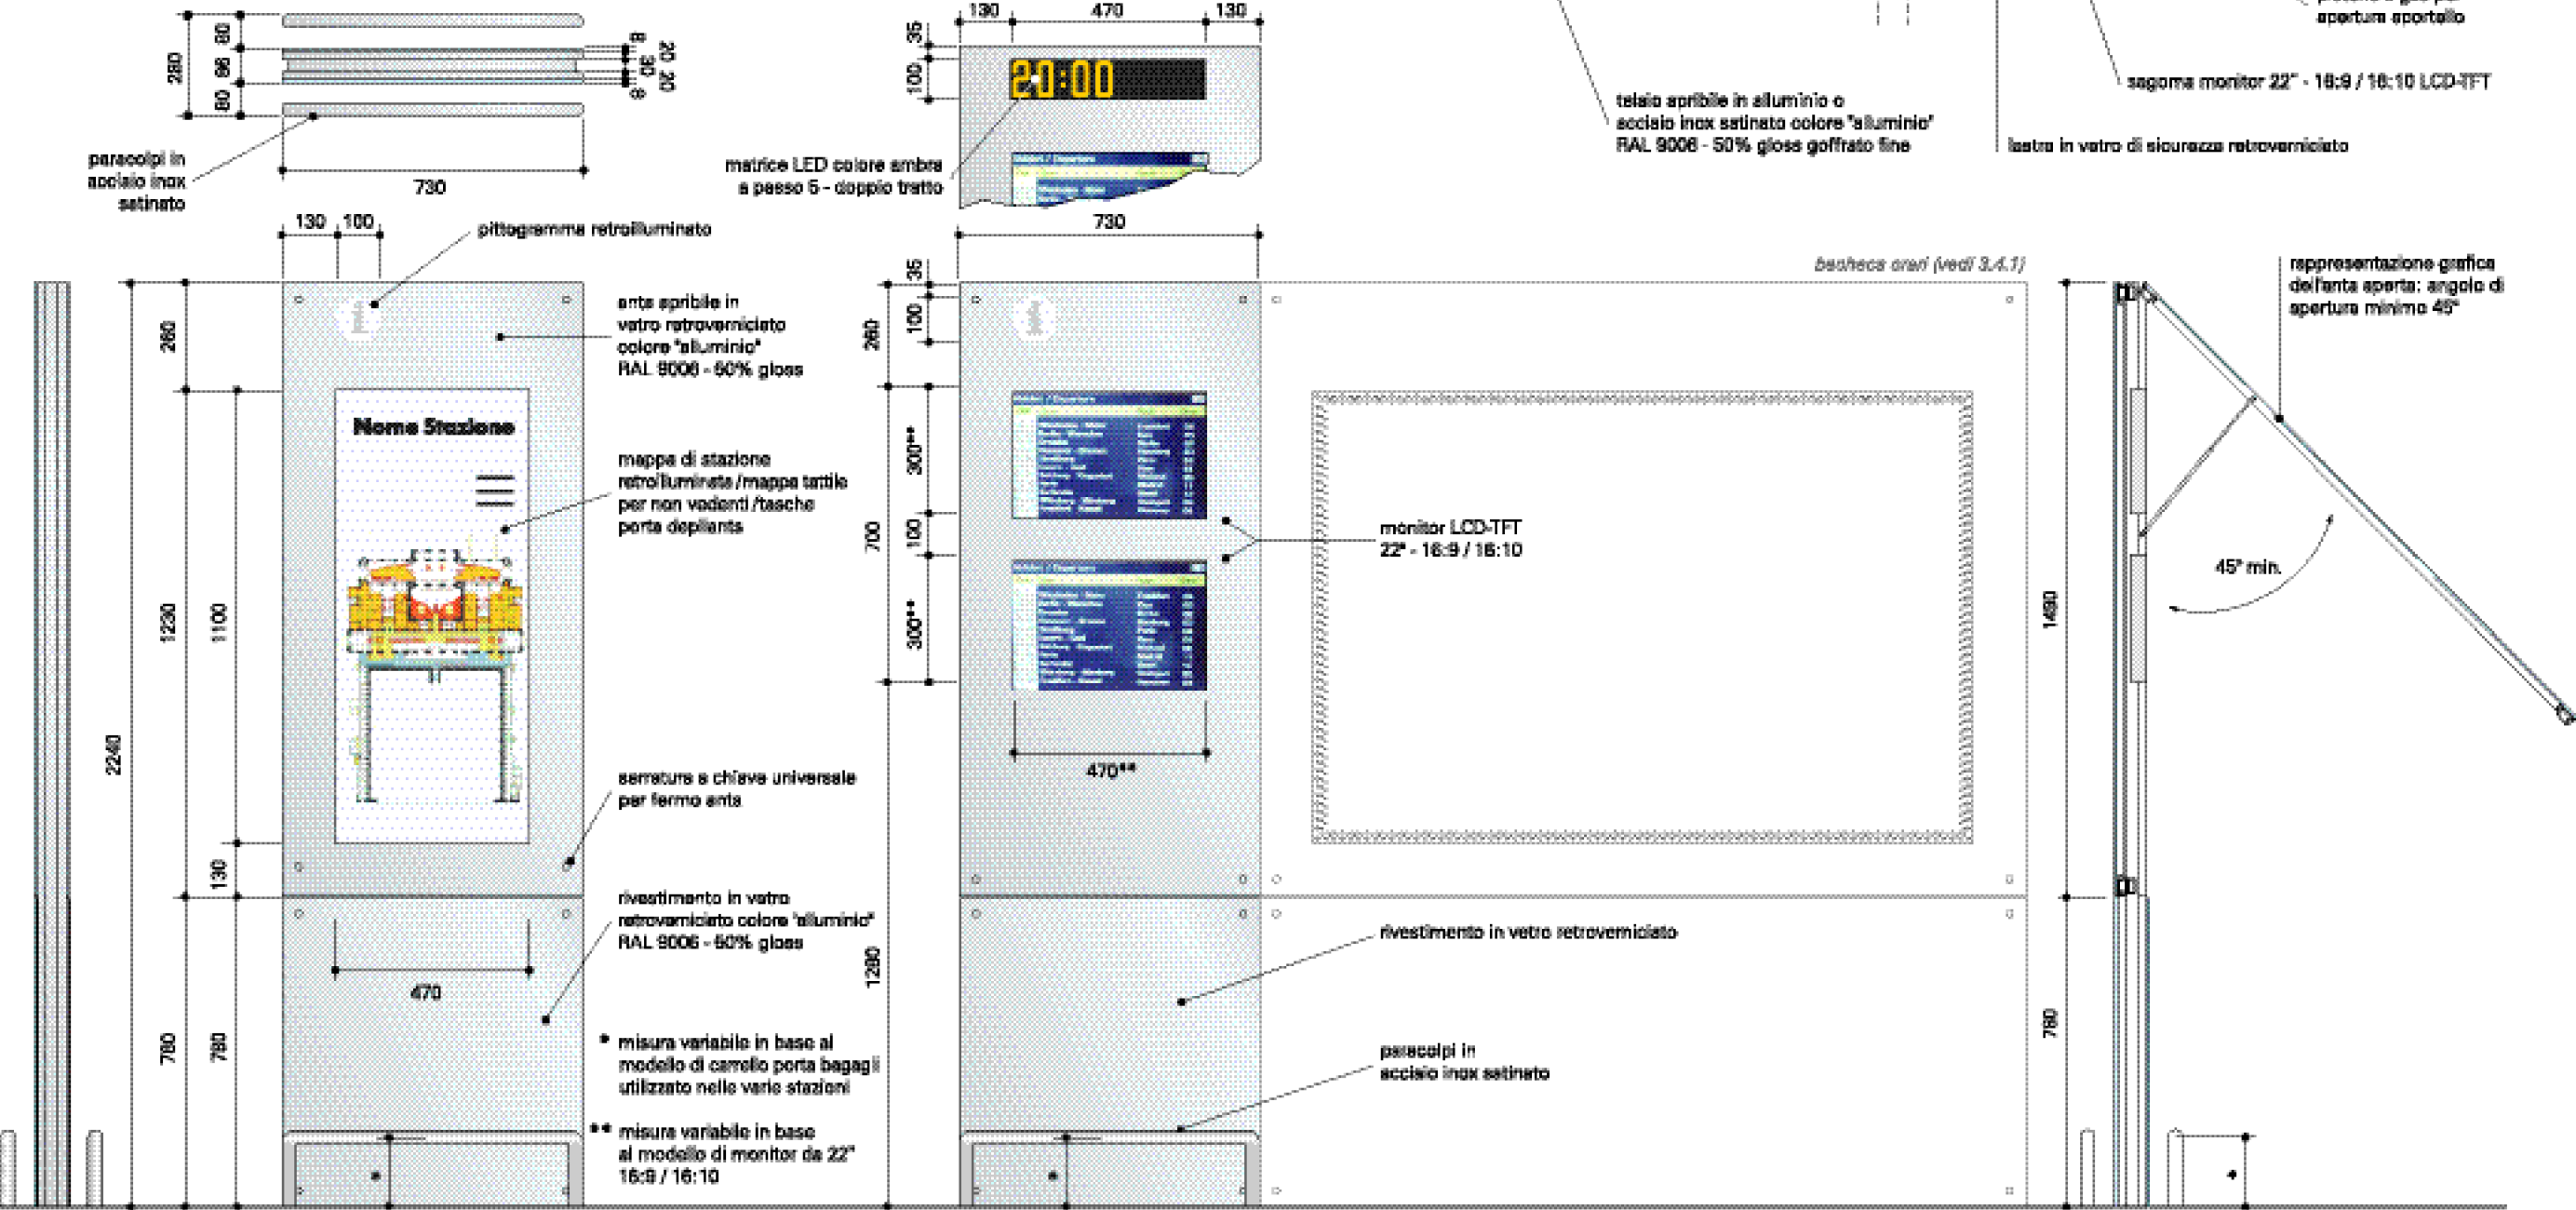 280
80
86
80
8
20
30
20
8
730
paracolpi in
acciaio inox
satinato
130
470
130
35
100
20:00
matrice LED colore ambra
a passo 5 - doppio tratto
apertura sportello
sagoma monitor 22" - 16:9 / 16:10 LCD-TFT
telaio apribile in alluminio o
acciaio inox satinato colore "alluminio"
RAL 9006 - 50% gloss goffrato fine
lastra in vetro di sicurezza retroverniciato
130
100
pittogramma retroilluminato
260
1230
1100
2240
130
780
780
Nome Stazione
470
anta apribile in
vetro retroverniciato
colore "alluminio"
RAL 9006 - 50% gloss
mappa di stazione
retroilluminata/mappa tattile
per non vedenti/tasche
porta depliants
serratura a chiave universale
per fermo anta
rivestimento in vetro
retroverniciato colore "alluminio"
RAL 9006 - 50% gloss
* misura variabile in base al
modello di carrello porta bagagli
utilizzato nelle varie stazioni
** misura variabile in base
al modello di monitor da 22"
16:9 / 16:10
730
35
100
260
300**
700
100
300**
470**
1280
bacheca orari (vedi 3.4.1)
monitor LCD-TFT
22" - 16:9 / 16:10
rivestimento in vetro retroverniciato
paracolpi in
acciaio inox satinato
rappresentazione grafica
dell'anta aperta: angolo di
apertura minimo 45°
45° min.
1490
780